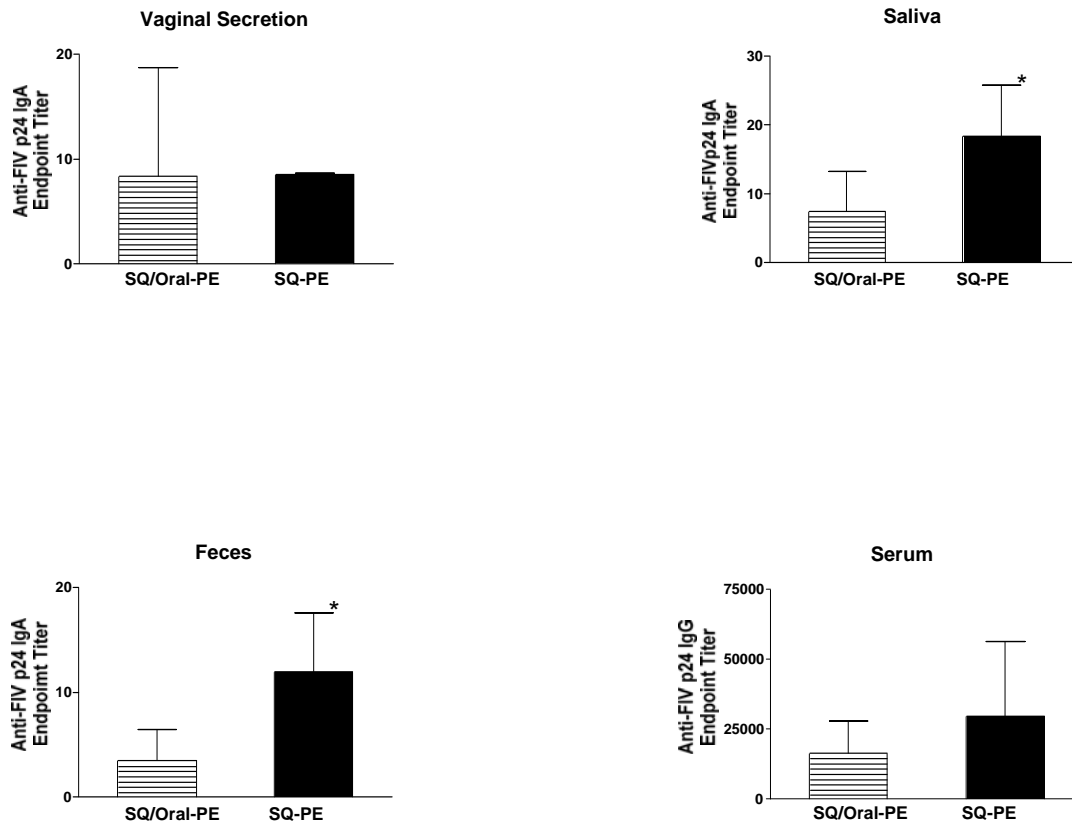 Vaginal Secretion
20
10
0
Anti-FIV p24 IgA
Endpoint Titer
SQ/Oral-PE SQ-PE
Saliva
30
20
10
0
Anti-FIVp24 IgA
Endpoint Titer
*
SQ/Oral-PE SQ-PE
Feces
20
10
0
Anti-FIV p24 IgA
Endpoimt Titer
*
SQ/Oral-PE SQ-PE
Serum
75000
50000
25000
0
Anti-FIV p24 IgG
Endpoint Titer
SQ/Oral-PE SQ-PE